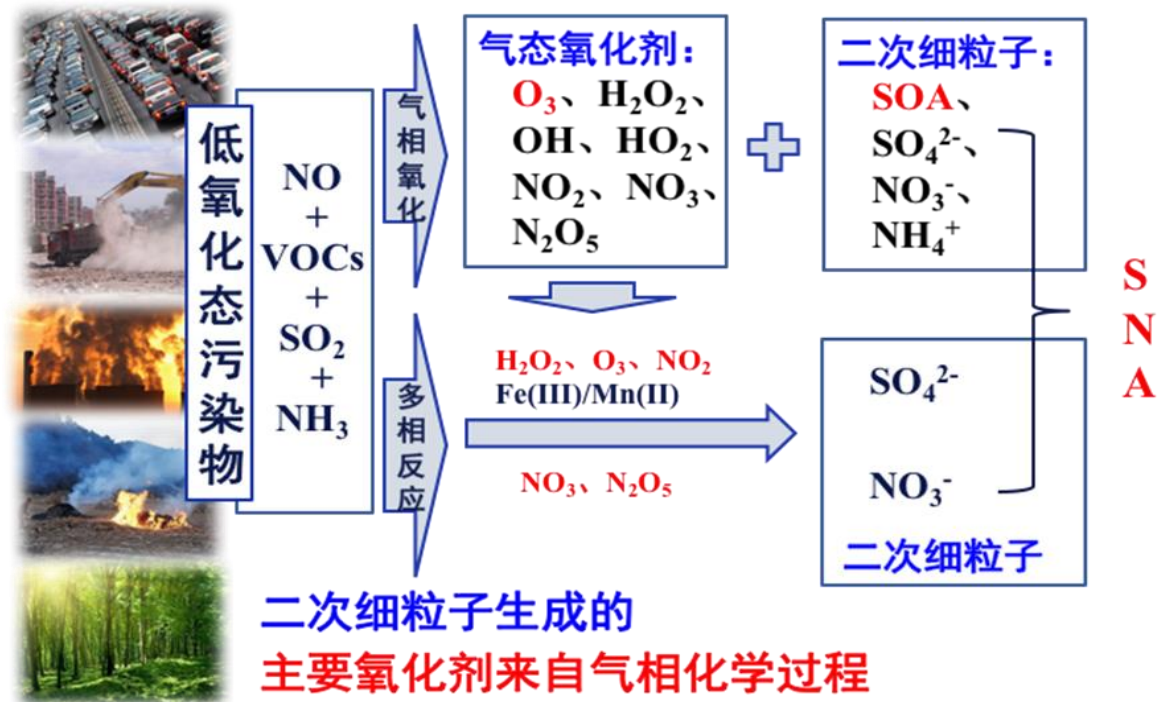 低氧化态污染物
NO
+
VOCs
+
SO₂
+
NH₃
气相氧化
气态氧化剂：
O₃、H₂O₂、
OH、HO₂、
NO₂、NO₃、
N₂O₅
二次细粒子：
SOA、
SO₄²⁻、
NO₃⁻、
NH₄⁺
多相反应
H₂O₂、O₃、NO₂
Fe(III)/Mn(II)
NO₃、N₂O₅
SO₄²⁻
NO₃⁻
二次细粒子
S
N
A
二次细粒子生成的
主要氧化剂来自气相化学过程